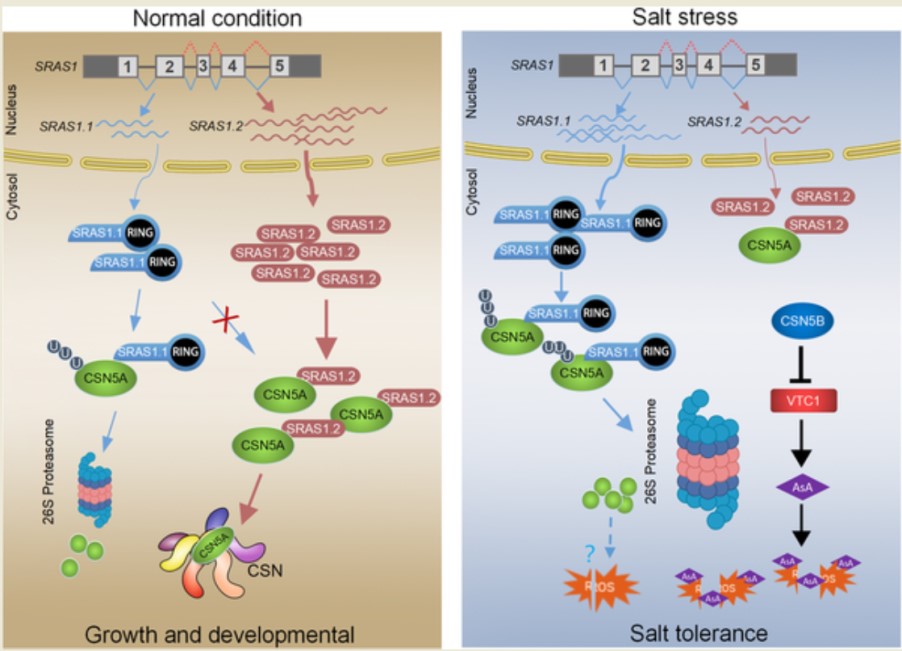 Normal condition
SRAS1
1 2 3 4 5
Nucleus
SRAS1.1
SRAS1.2
Cytosol
SRAS1.1 RING
SRAS1.1 RING
SRAS1.2
SRAS1.2
SRAS1.2 SRAS1.2
SRAS1.2
SRAS1.2
U U U
SRAS1.1 RING
CSN5A
SRAS1.2
CSN5A
SRAS1.2
CSN5A
SRAS1.2
CSN5A
26S Proteasome
CSN5A
CSN
Growth and developmental
Salt stress
SRAS1
1 2 3 4 5
Nucleus
SRAS1.1
SRAS1.2
Cytosol
SRAS1.1 RING
SRAS1.1 RING
SRAS1.1 RING
SRAS1.2
SRAS1.2
SRAS1.2
CSN5A
U U U
SRAS1.1 RING
CSN5A
U U U
SRAS1.1 RING
CSN5A
CSN5B
VTC1
AsA
26S Proteasome
?
ROS
AsA
AsA
R OS
AsA
AsA
AsA
R OS
AsA
Salt tolerance